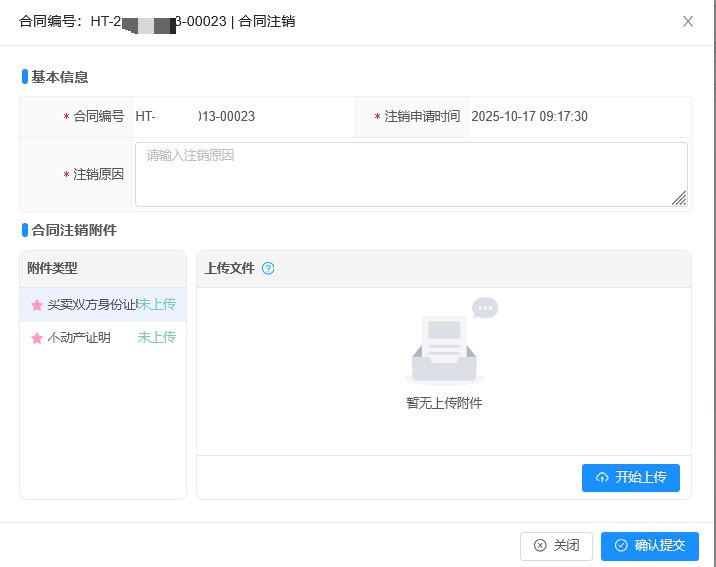 合同编号：HT-2 3-00023 | 合同注销
基本信息
* 合同编号 HT- 013-00023 * 注销申请时间 2025-10-17 09:17:30
* 注销原因 请输入注销原因
合同注销附件
附件类型
买卖双方身份证 未上传
不动产证明 未上传
上传文件
暂无上传附件
开始上传
关闭 确认提交